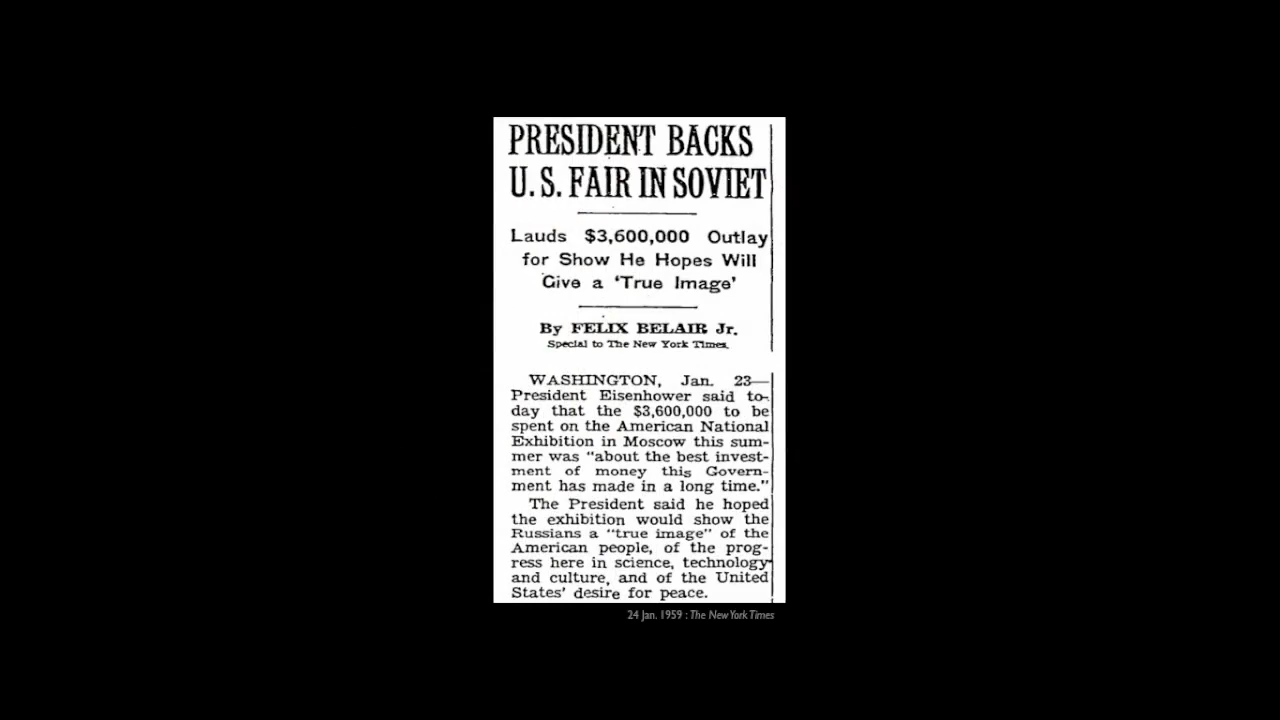 PRESIDENT BACKS
U. S. FAIR IN SOVIET
Lauds $3,600,000 Outlay
for Show He Hopes Will
Give a ‘True Image’
By FELIX BELAIR Jr.
Special to The New York Times.
WASHINGTON, Jan. 23—
President Eisenhower said to-
day that the $3,600,000 to be
spent on the American National
Exhibition in Moscow this sum-
mer was “about the best invest-
ment of money this Govern-
ment has made in a long time.”
The President said he hoped
the exhibition would show the
Russians a “true image” of the
American people, of the prog-
ress here in science, technology
and culture, and of the United
States’ desire for peace.
24 Jan. 1959 : The New York Times